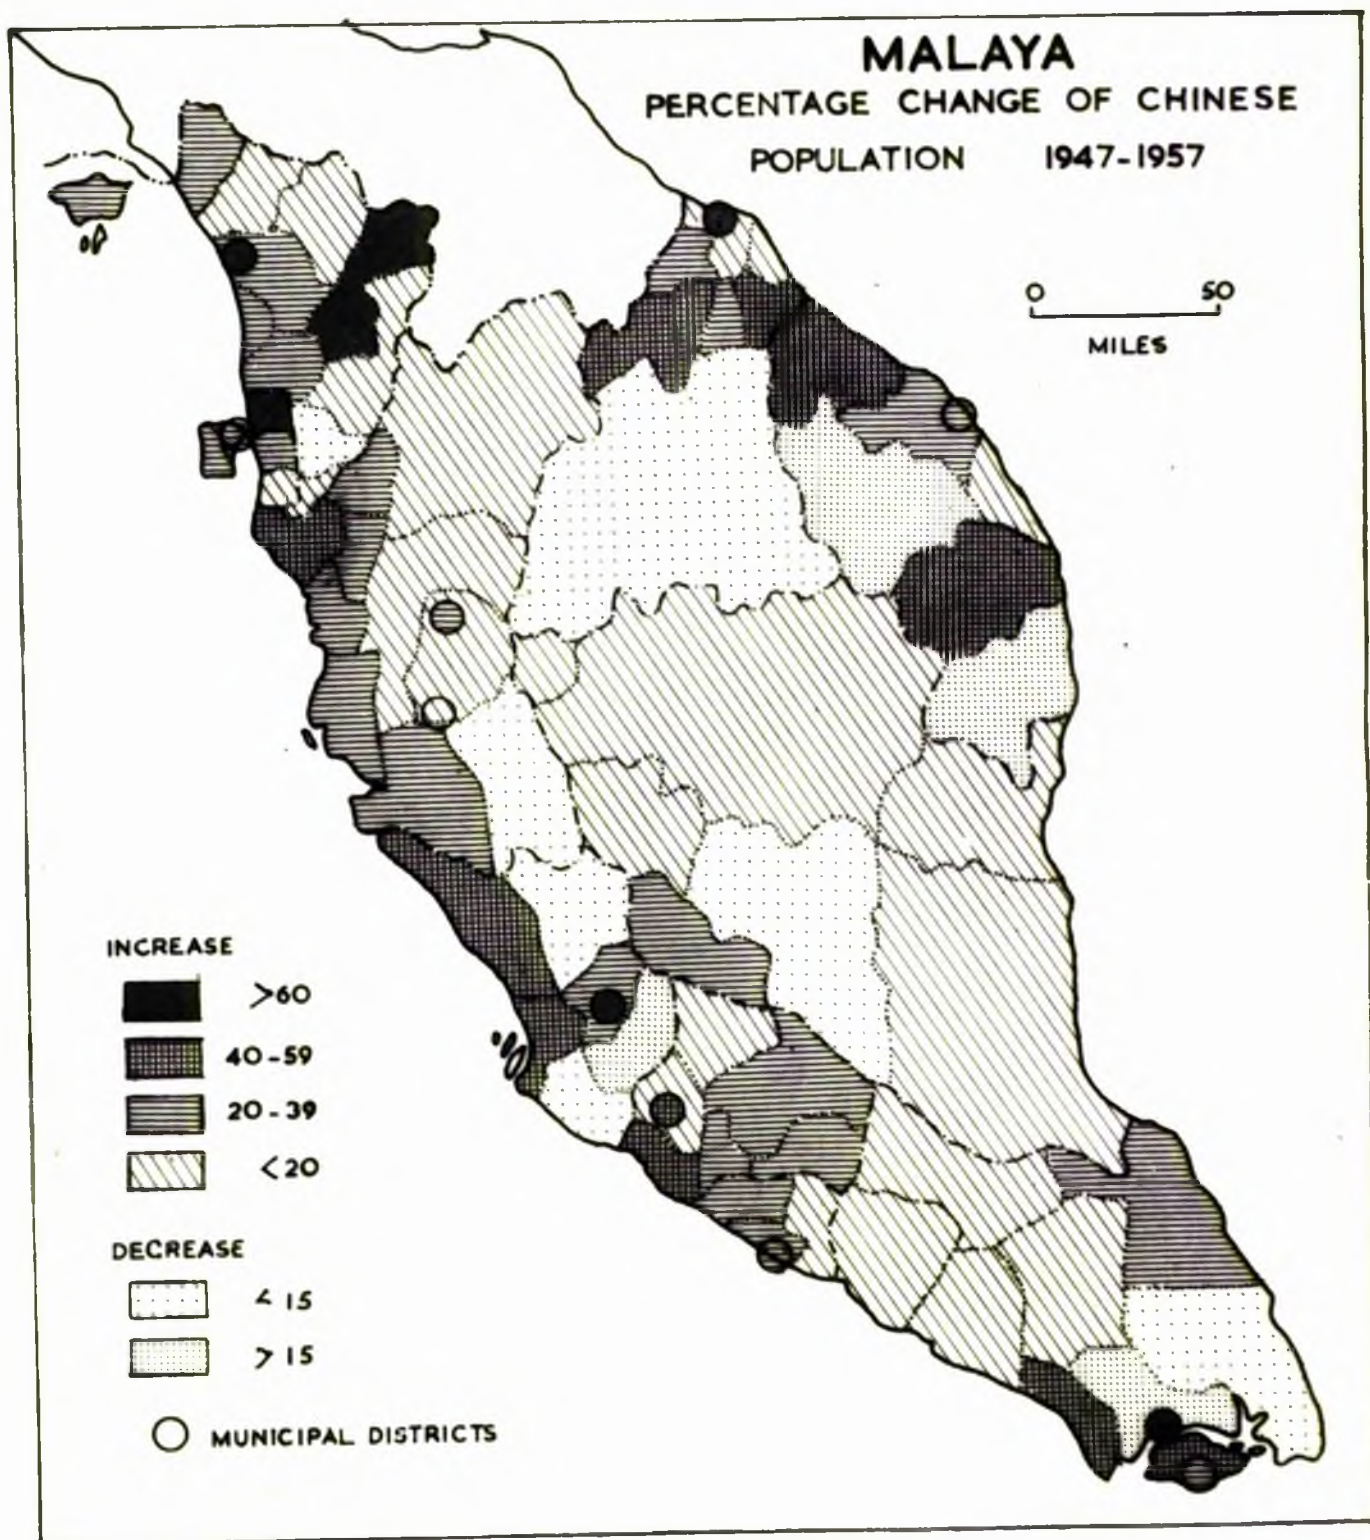 MALAYA
PERCENTAGE CHANGE OF CHINESE
POPULATION 1947-1957
0 50
MILES
INCREASE
>60
40-59
20-39
<20
DECREASE
< 15
> 15
MUNICIPAL DISTRICTS